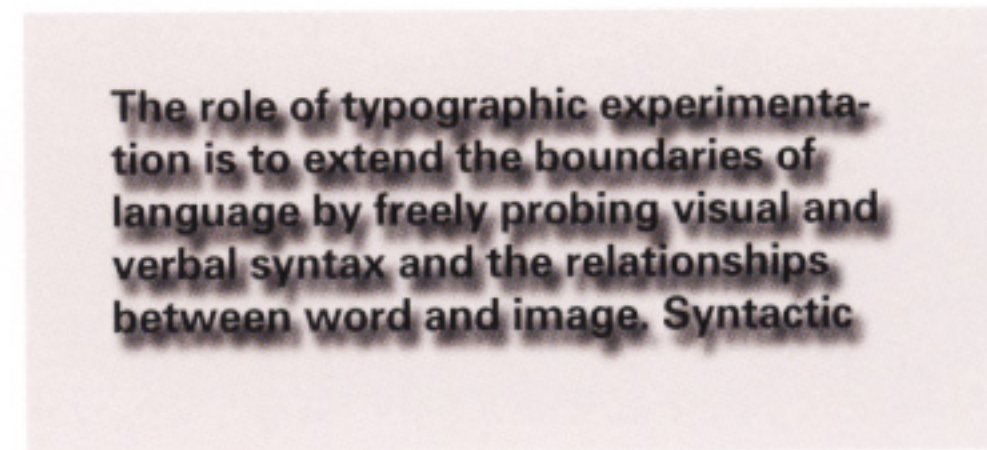 The role of typographic experimenta-
tion is to extend the boundaries of
language by freely probing visual and
verbal syntax and the relationships
between word and image. Syntactic